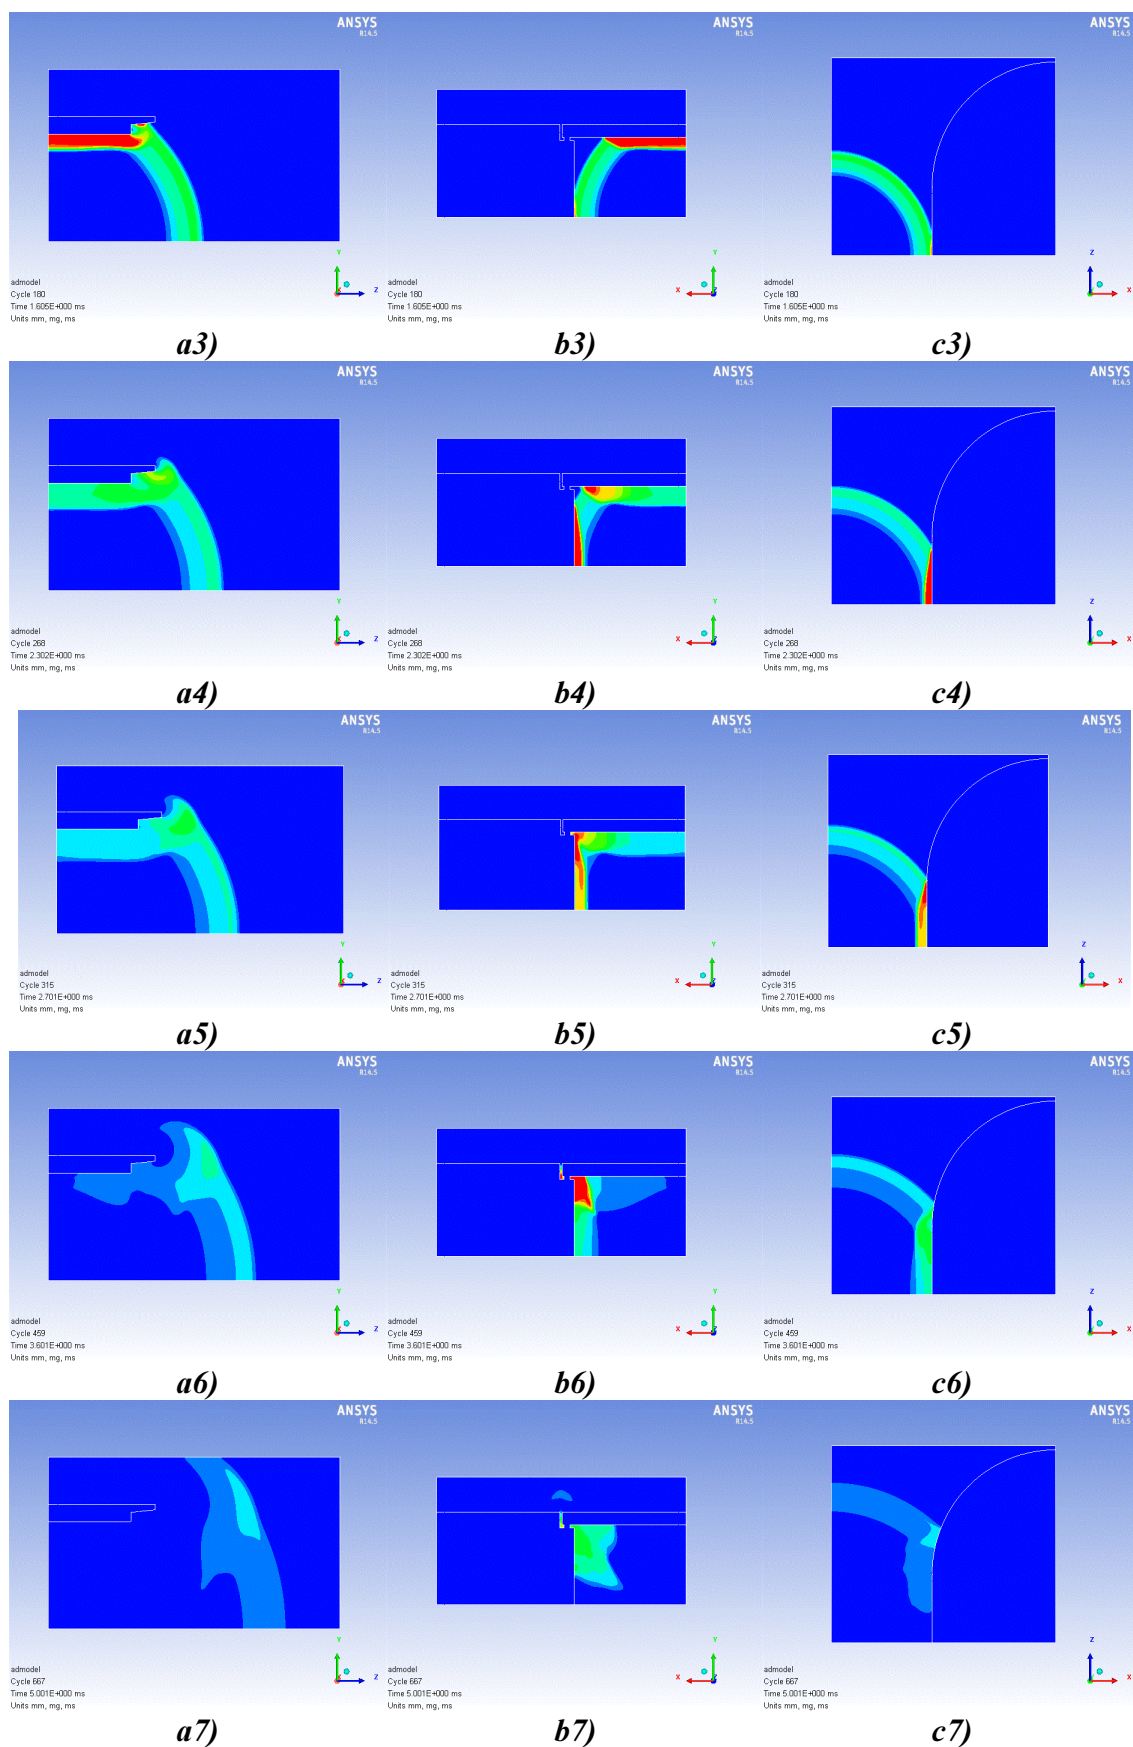 ANSYS ANSYS ANSYS
R14.5 R14.5 R14.5
Y Y Z
Z X X
admodel admodel admodel
Cycle 180 Cycle 180 Cycle 180
Time 1.605E+000 ms Time 1.605E+000 ms Time 1.605E+000 ms
Units mm, mg, ms Units mm, mg, ms Units mm, mg, ms
a3) b3) c3)
ANSYS ANSYS ANSYS
R14.5 R14.5 R14.5
Y Y Z
Z X X
admodel admodel admodel
Cycle 268 Cycle 268 Cycle 268
Time 2.302E+000 ms Time 2.302E+000 ms Time 2.302E+000 ms
Units mm, mg, ms Units mm, mg, ms Units mm, mg, ms
a4) b4) c4)
ANSYS ANSYS ANSYS
R14.5 R14.5 R14.5
Y Y Z
Z X X
admodel admodel admodel
Cycle 315 Cycle 315 Cycle 315
Time 2.701E+000 ms Time 2.701E+000 ms Time 2.701E+000 ms
Units mm, mg, ms Units mm, mg, ms Units mm, mg, ms
a5) b5) c5)
ANSYS ANSYS ANSYS
R14.5 R14.5 R14.5
Y Y Z
Z X X
admodel admodel admodel
Cycle 459 Cycle 459 Cycle 459
Time 3.601E+000 ms Time 3.601E+000 ms Time 3.601E+000 ms
Units mm, mg, ms Units mm, mg, ms Units mm, mg, ms
a6) b6) c6)
ANSYS ANSYS ANSYS
R14.5 R14.5 R14.5
Y Y Z
Z X X
admodel admodel admodel
Cycle 667 Cycle 667 Cycle 667
Time 5.001E+000 ms Time 5.001E+000 ms Time 5.001E+000 ms
Units mm, mg, ms Units mm, mg, ms Units mm, mg, ms
a7) b7) c7)